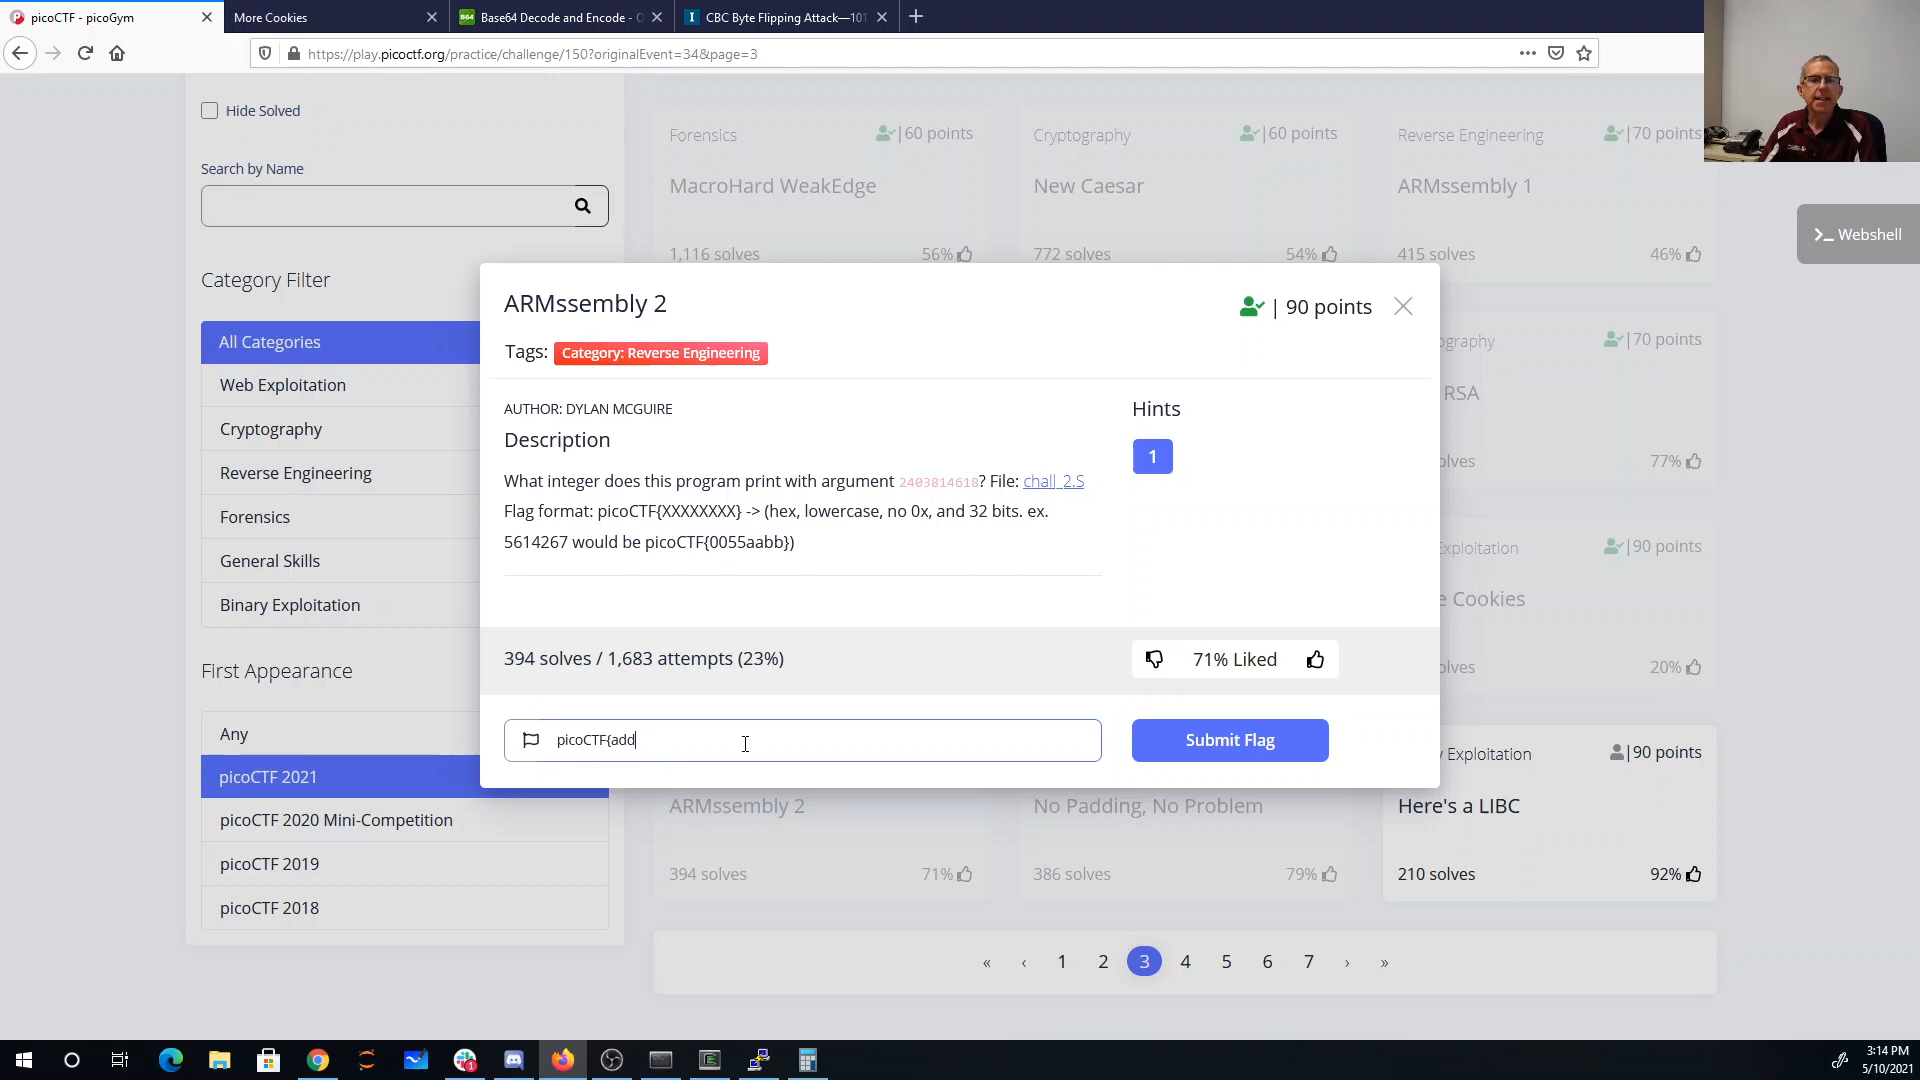 picoCTF - picoGym
More Cookies
Base64 Decode and Encode - O
CBC Byte Flipping Attack—101
https://play.picoctf.org/practice/challenge/150?originalEvent=34&page=3
Hide Solved
Search by Name
Category Filter
All Categories
Web Exploitation
Cryptography
Reverse Engineering
Forensics
General Skills
Binary Exploitation
First Appearance
Any
picoCTF 2021
picoCTF 2020 Mini-Competition
picoCTF 2019
picoCTF 2018
Forensics |60 points
MacroHard WeakEdge
1,116 solves 56%
Cryptography |60 points
New Caesar
772 solves 54%
Reverse Engineering |70 points
ARMssembly 1
415 solves 46%
>_ Webshell
ography |70 points
RSA
olves 77%
Exploitation |90 points
e Cookies
olves 20%
ARMssembly 2
| 90 points
Tags: Category: Reverse Engineering
AUTHOR: DYLAN MCGUIRE
Description
What integer does this program print with argument 2403814618? File: chall_2.S
Flag format: picoCTF{XXXXXXXX} -> (hex, lowercase, no 0x, and 32 bits. ex.
5614267 would be picoCTF{0055aabb})
Hints
1
394 solves / 1,683 attempts (23%)
71% Liked
picoCTF{add
Submit Flag
ARMssembly 2
394 solves 71%
No Padding, No Problem
386 solves 79%
y Exploitation |90 points
Here's a LIBC
210 solves 92%
« ‹ 1 2 3 4 5 6 7 › »
3:14 PM
5/10/2021